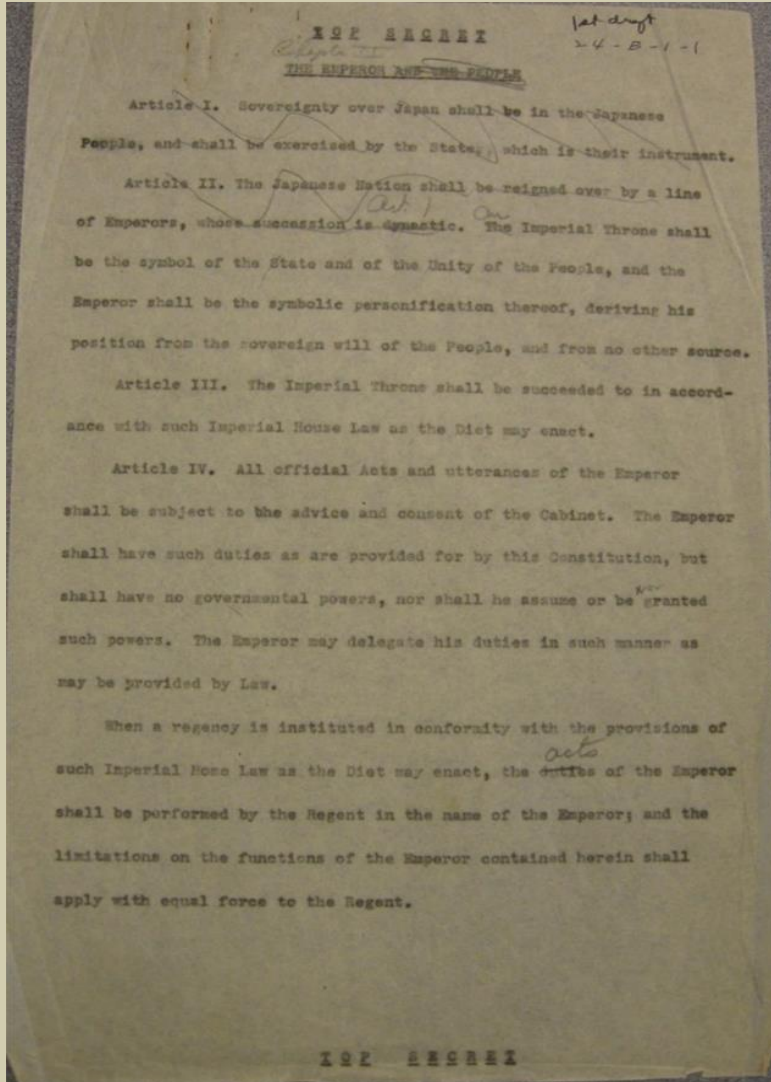 TOP SECRET
1st draft
24-B-1-1
Chapter II
THE EMPEROR AND THE PEOPLE
Article I. Sovereignty over Japan shall be in the Japanese
People, and shall be exercised by the State, which is their instrument.
Article II. The Japanese Nation shall be reigned over by a line
(Art I) An
of Emperors, whose succession is dynastic. The Imperial Throne shall
be the symbol of the State and of the Unity of the People, and the
Emperor shall be the symbolic personification thereof, deriving his
position from the sovereign will of the People, and from no other source.
Article III. The Imperial Throne shall be succeeded to in accord-
ance with such Imperial House Law as the Diet may enact.
Article IV. All official Acts and utterances of the Emperor
shall be subject to the advice and consent of the Cabinet. The Emperor
shall have such duties as are provided for by this Constitution, but
shall have no governmental powers, nor shall he assume or be granted
such powers. The Emperor may delegate his duties in such manner as
may be provided by Law.
When a regency is instituted in conformity with the provisions of
acts
such Imperial Home Law as the Diet may enact, the duties of the Emperor
shall be performed by the Regent in the name of the Emperor; and the
limitations on the functions of the Emperor contained herein shall
apply with equal force to the Regent.
TOP SECRET